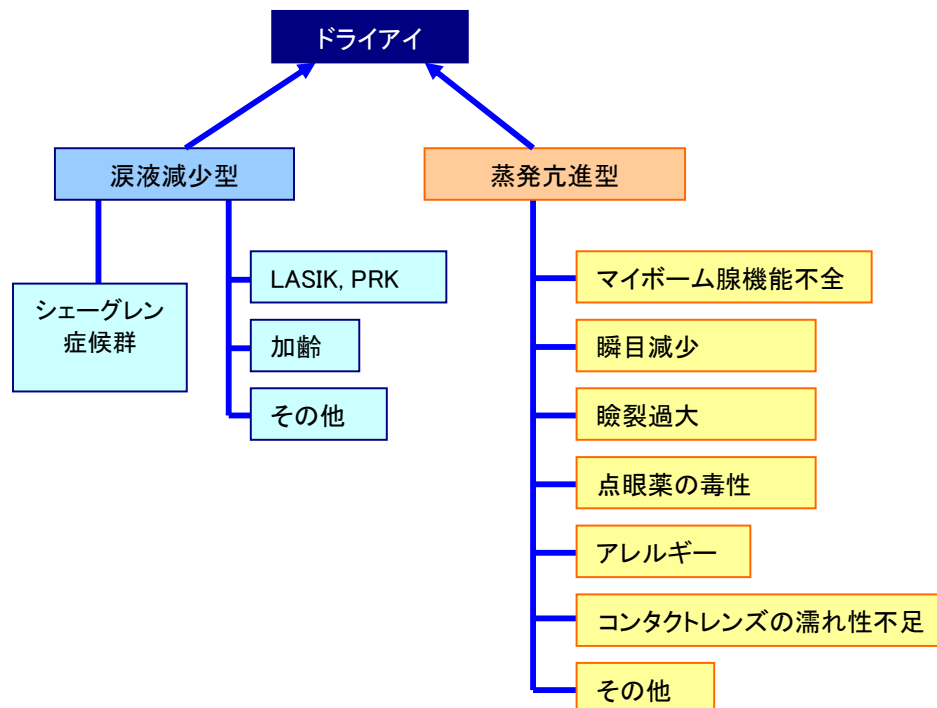 ドライアイ
涙液減少型
蒸発亢進型
シェーグレン
症候群
LASIK, PRK
加齢
その他
マイボーム腺機能不全
瞬目減少
瞼裂過大
点眼薬の毒性
アレルギー
コンタクトレンズの濡れ性不足
その他